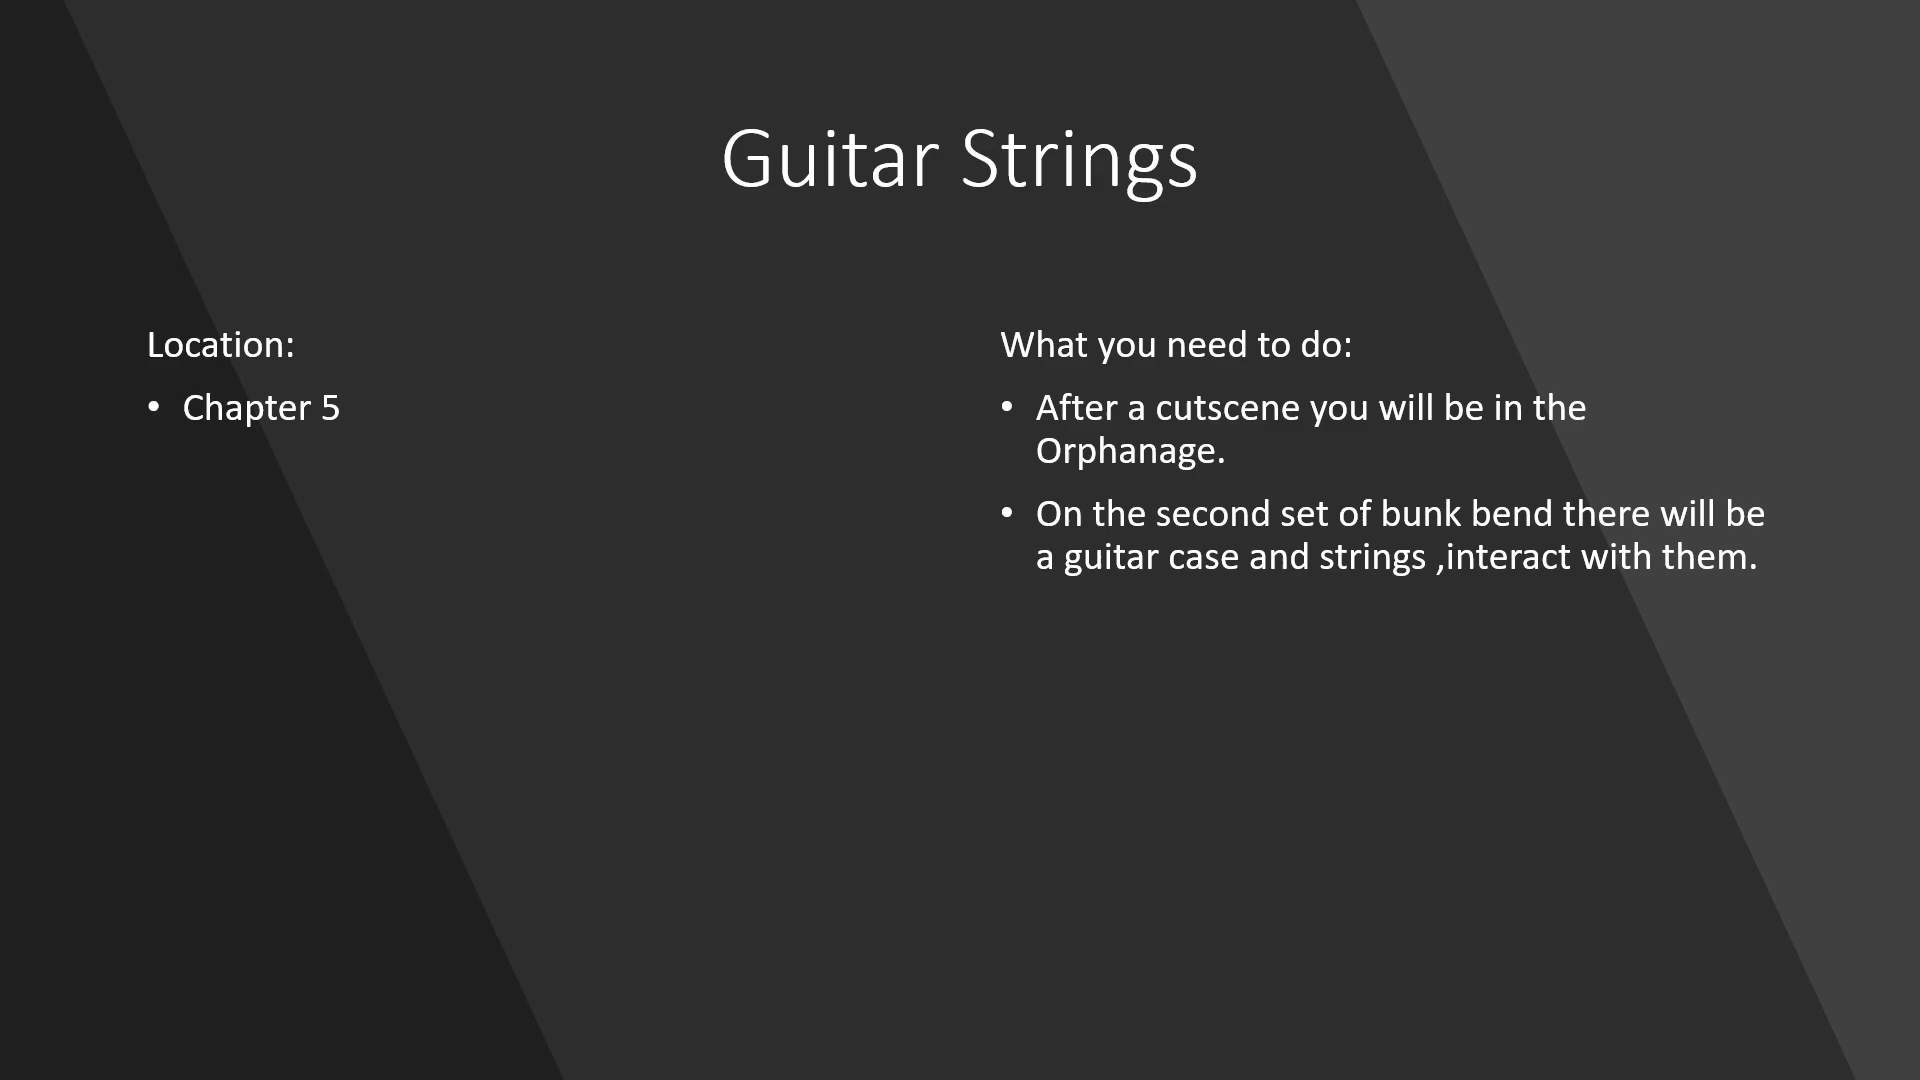 Guitar Strings
Location:
• Chapter 5
What you need to do:
• After a cutscene you will be in the
Orphanage.
• On the second set of bunk bend there will be
a guitar case and strings ,interact with them.